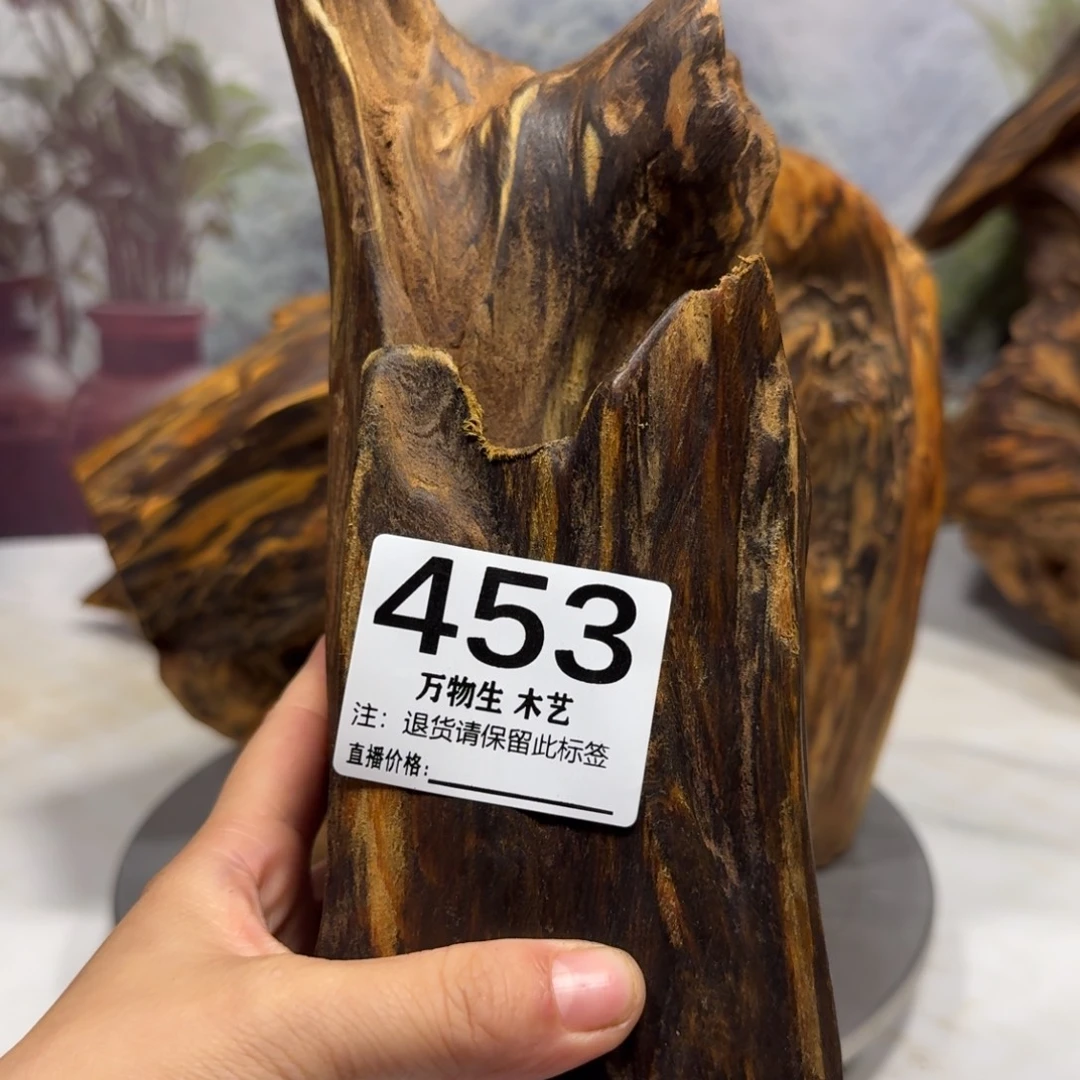 453
万物生 木艺
注：退货请保留此标签
直播价格：